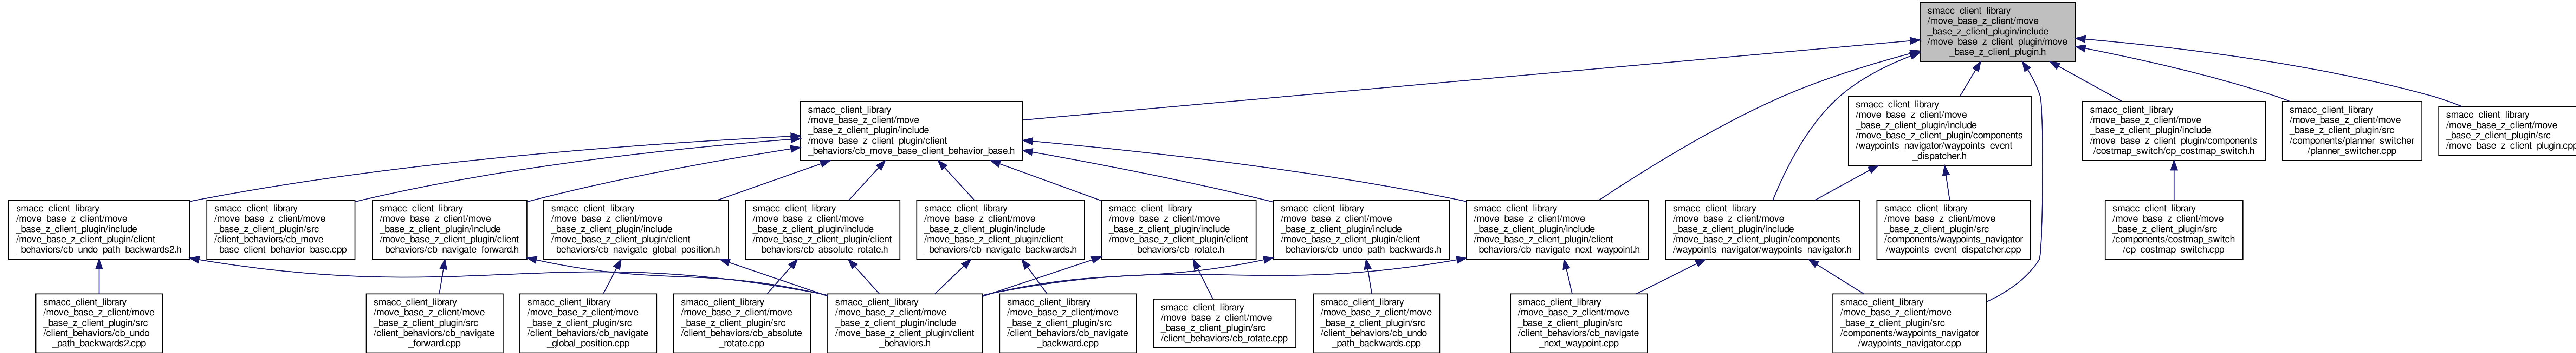 smacc_client_library
/move_base_z_client/move
_base_z_client_plugin/include
/move_base_z_client_plugin/move
_base_z_client_plugin.h
smacc_client_library
/move_base_z_client/move
_base_z_client_plugin/include
/move_base_z_client_plugin/client
_behaviors/cb_move_base_client_behavior_base.h
smacc_client_library
/move_base_z_client/move
_base_z_client_plugin/include
/move_base_z_client_plugin/components
/waypoints_navigator/waypoints_event
_dispatcher.h
smacc_client_library
/move_base_z_client/move
_base_z_client_plugin/include
/move_base_z_client_plugin/components
/costmap_switch/cp_costmap_switch.h
smacc_client_library
/move_base_z_client/move
_base_z_client_plugin/src
/components/planner_switcher
/planner_switcher.cpp
smacc_client_library
/move_base_z_client/move
_base_z_client_plugin/src
/move_base_z_client_plugin.cpp
smacc_client_library
/move_base_z_client/move
_base_z_client_plugin/include
/move_base_z_client_plugin/client
_behaviors/cb_undo_path_backwards2.h
smacc_client_library
/move_base_z_client/move
_base_z_client_plugin/src
/client_behaviors/cb_move
_base_client_behavior_base.cpp
smacc_client_library
/move_base_z_client/move
_base_z_client_plugin/include
/move_base_z_client_plugin/client
_behaviors/cb_navigate_forward.h
smacc_client_library
/move_base_z_client/move
_base_z_client_plugin/include
/move_base_z_client_plugin/client
_behaviors/cb_navigate_global_position.h
smacc_client_library
/move_base_z_client/move
_base_z_client_plugin/include
/move_base_z_client_plugin/client
_behaviors/cb_absolute_rotate.h
smacc_client_library
/move_base_z_client/move
_base_z_client_plugin/include
/move_base_z_client_plugin/client
_behaviors/cb_navigate_backwards.h
smacc_client_library
/move_base_z_client/move
_base_z_client_plugin/include
/move_base_z_client_plugin/client
_behaviors/cb_rotate.h
smacc_client_library
/move_base_z_client/move
_base_z_client_plugin/include
/move_base_z_client_plugin/client
_behaviors/cb_undo_path_backwards.h
smacc_client_library
/move_base_z_client/move
_base_z_client_plugin/include
/move_base_z_client_plugin/client
_behaviors/cb_navigate_next_waypoint.h
smacc_client_library
/move_base_z_client/move
_base_z_client_plugin/include
/move_base_z_client_plugin/components
/waypoints_navigator/waypoints_navigator.h
smacc_client_library
/move_base_z_client/move
_base_z_client_plugin/src
/components/waypoints_navigator
/waypoints_event_dispatcher.cpp
smacc_client_library
/move_base_z_client/move
_base_z_client_plugin/src
/components/costmap_switch
/cp_costmap_switch.cpp
smacc_client_library
/move_base_z_client/move
_base_z_client_plugin/src
/client_behaviors/cb_undo
_path_backwards2.cpp
smacc_client_library
/move_base_z_client/move
_base_z_client_plugin/src
/client_behaviors/cb_navigate
_forward.cpp
smacc_client_library
/move_base_z_client/move
_base_z_client_plugin/src
/client_behaviors/cb_navigate
_global_position.cpp
smacc_client_library
/move_base_z_client/move
_base_z_client_plugin/src
/client_behaviors/cb_absolute
_rotate.cpp
smacc_client_library
/move_base_z_client/move
_base_z_client_plugin/include
/move_base_z_client_plugin/client
_behaviors.h
smacc_client_library
/move_base_z_client/move
_base_z_client_plugin/src
/client_behaviors/cb_navigate
_backward.cpp
smacc_client_library
/move_base_z_client/move
_base_z_client_plugin/src
/client_behaviors/cb_rotate.cpp
smacc_client_library
/move_base_z_client/move
_base_z_client_plugin/src
/client_behaviors/cb_undo
_path_backwards.cpp
smacc_client_library
/move_base_z_client/move
_base_z_client_plugin/src
/client_behaviors/cb_navigate
_next_waypoint.cpp
smacc_client_library
/move_base_z_client/move
_base_z_client_plugin/src
/components/waypoints_navigator
/waypoints_navigator.cpp